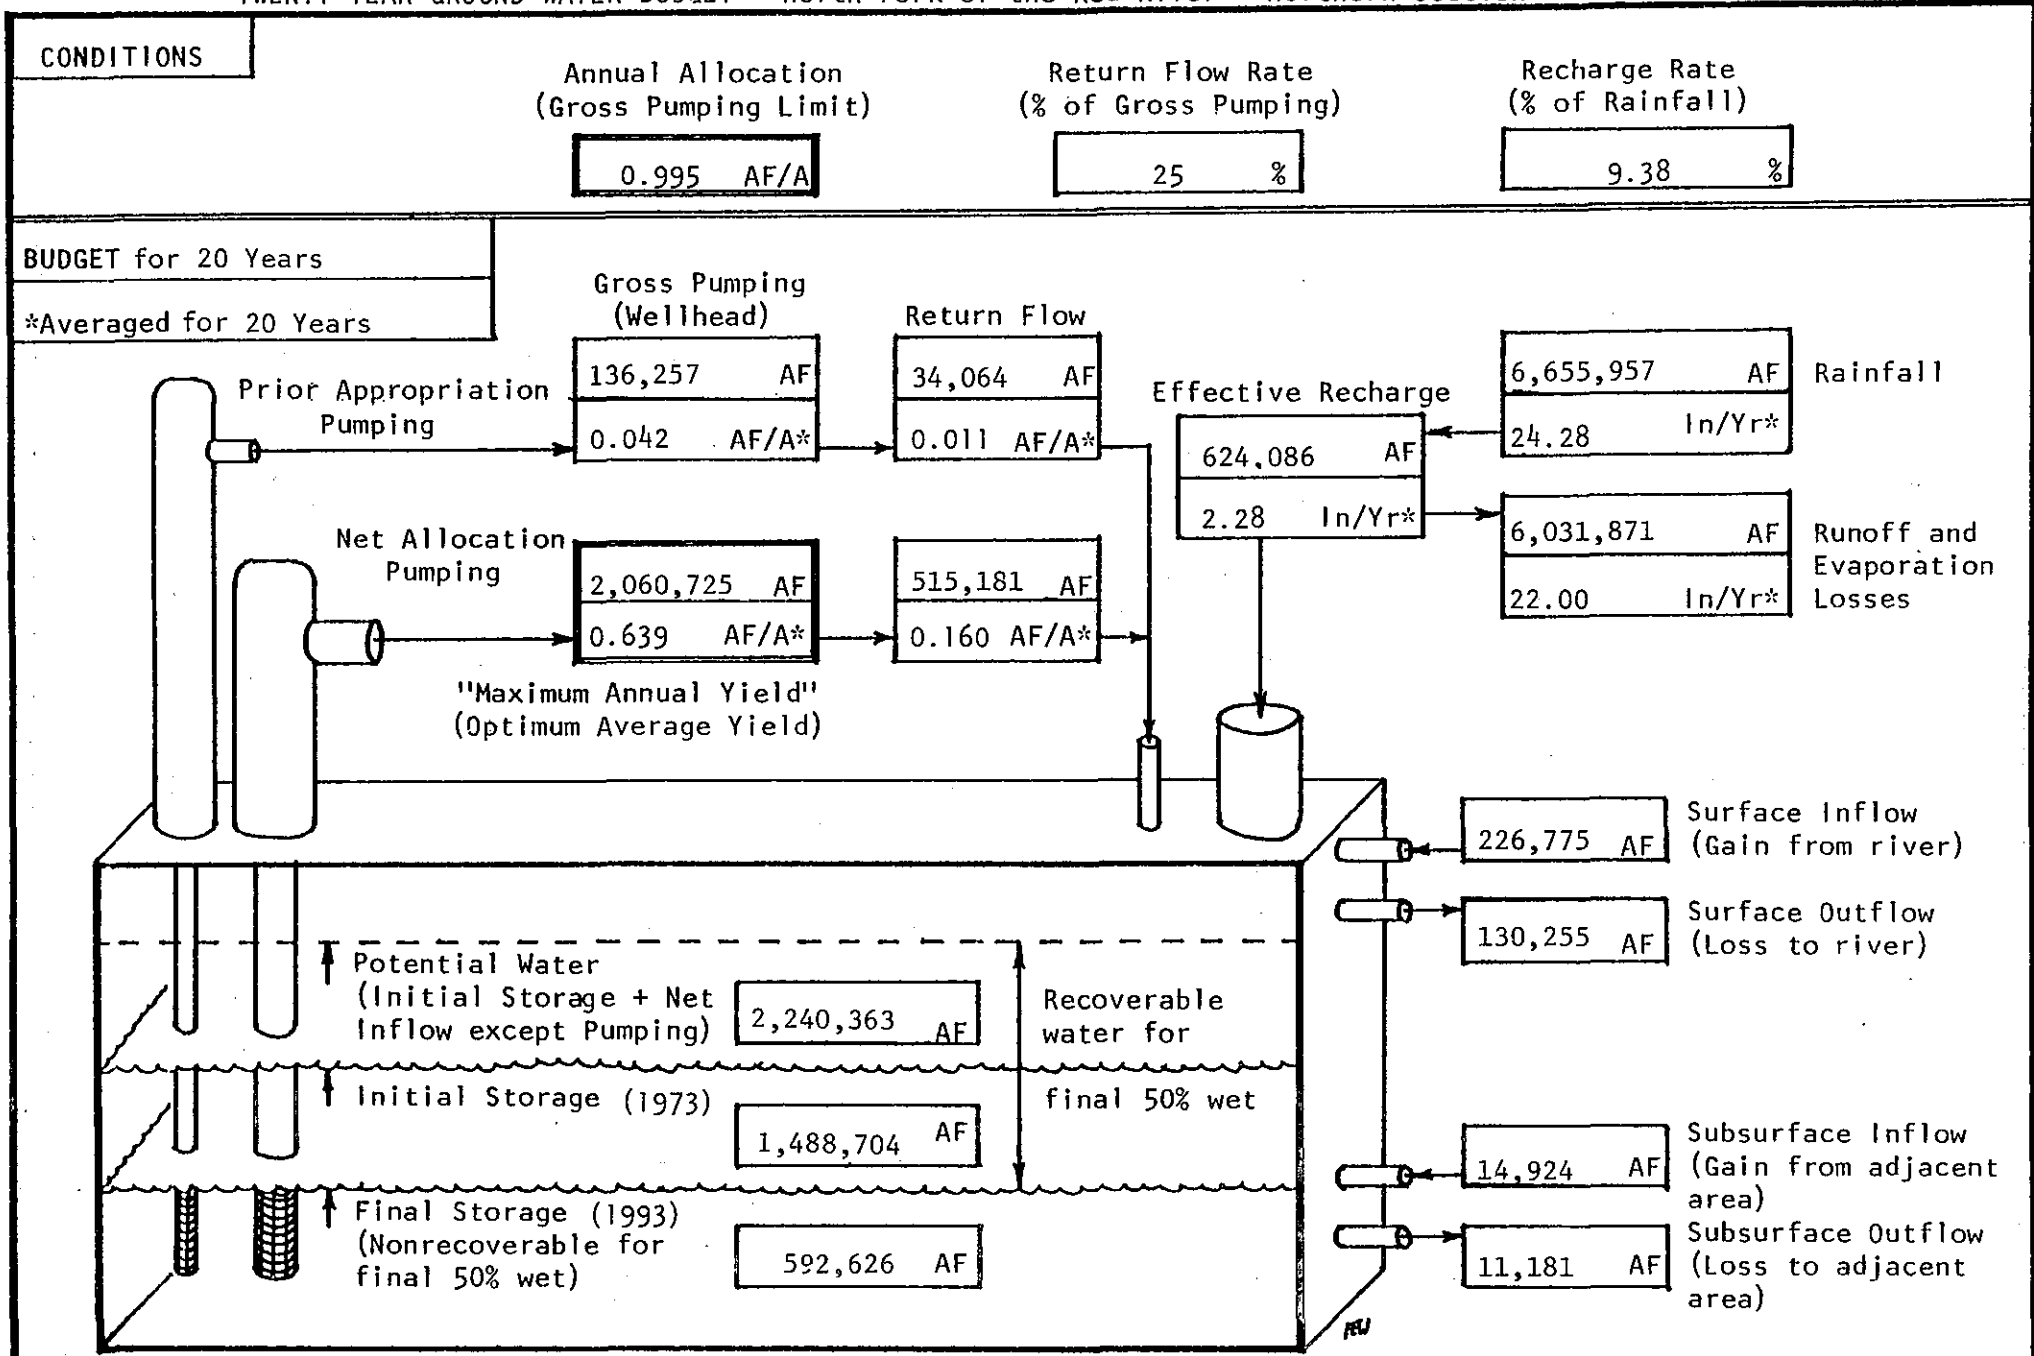 CONDITIONS
Annual Allocation
(Gross Pumping Limit)
0.995 AF/A
Return Flow Rate
(% of Gross Pumping)
25 %
Recharge Rate
(% of Rainfall)
9.38 %
BUDGET for 20 Years
*Averaged for 20 Years
Gross Pumping
(Wellhead)
Return Flow
Prior Appropriation
Pumping
136,257 AF
0.042 AF/A*
34,064 AF
0.011 AF/A*
Effective Recharge
624,086 AF
2.28 In/Yr*
6,655,957 AF
24.28 In/Yr*
Rainfall
6,031,871 AF
22.00 In/Yr*
Runoff and
Evaporation
Losses
Net Allocation
Pumping
2,060,725 AF
0.639 AF/A*
515,181 AF
0.160 AF/A*
"Maximum Annual Yield"
(Optimum Average Yield)
226,775 AF
Surface Inflow
(Gain from river)
130,255 AF
Surface Outflow
(Loss to river)
Potential Water
(Initial Storage + Net
Inflow except Pumping)
2,240,363 AF
Recoverable
water for
final 50% wet
Initial Storage (1973)
1,488,704 AF
14,924 AF
Subsurface Inflow
(Gain from adjacent
area)
Final Storage (1993)
(Nonrecoverable for
final 50% wet)
592,626 AF
11,181 AF
Subsurface Outflow
(Loss to adjacent
area)